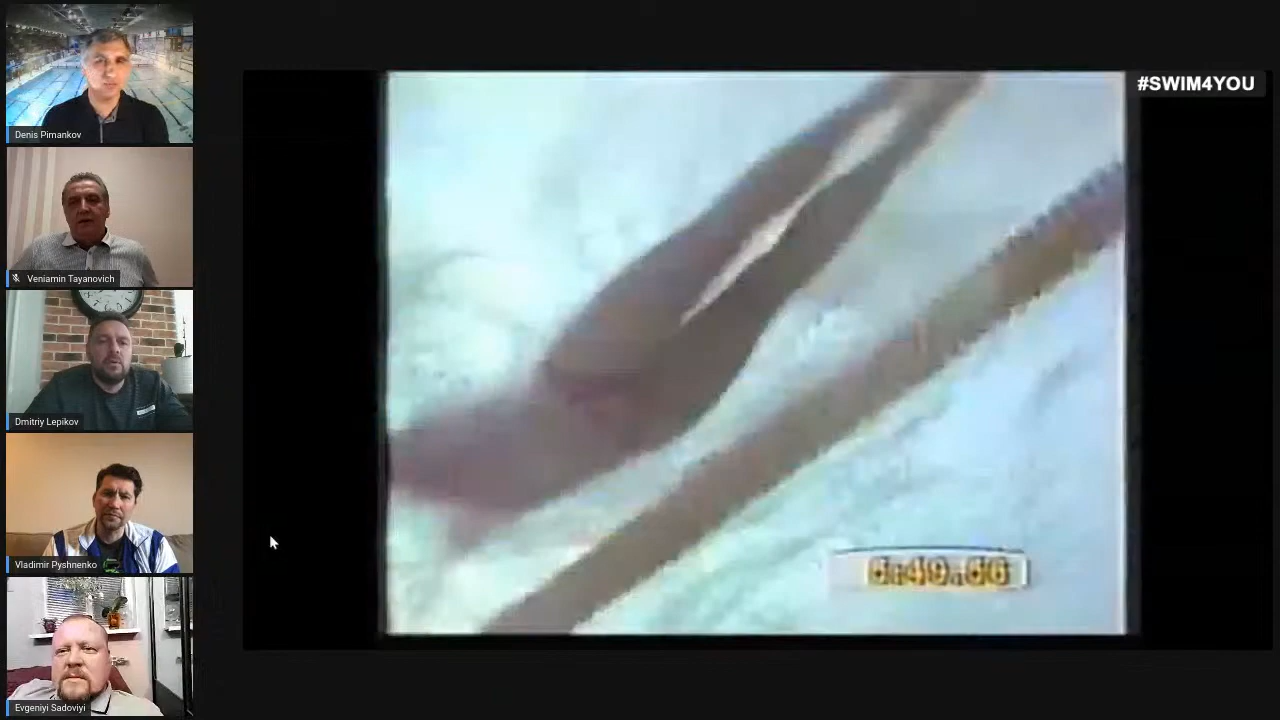 Denis Pimankov
Veniamin Tayanovich
Dmitriy Lepikov
Vladimir Pyshnenko
Evgeniyi Sadoviyi
#SWIM4YOU